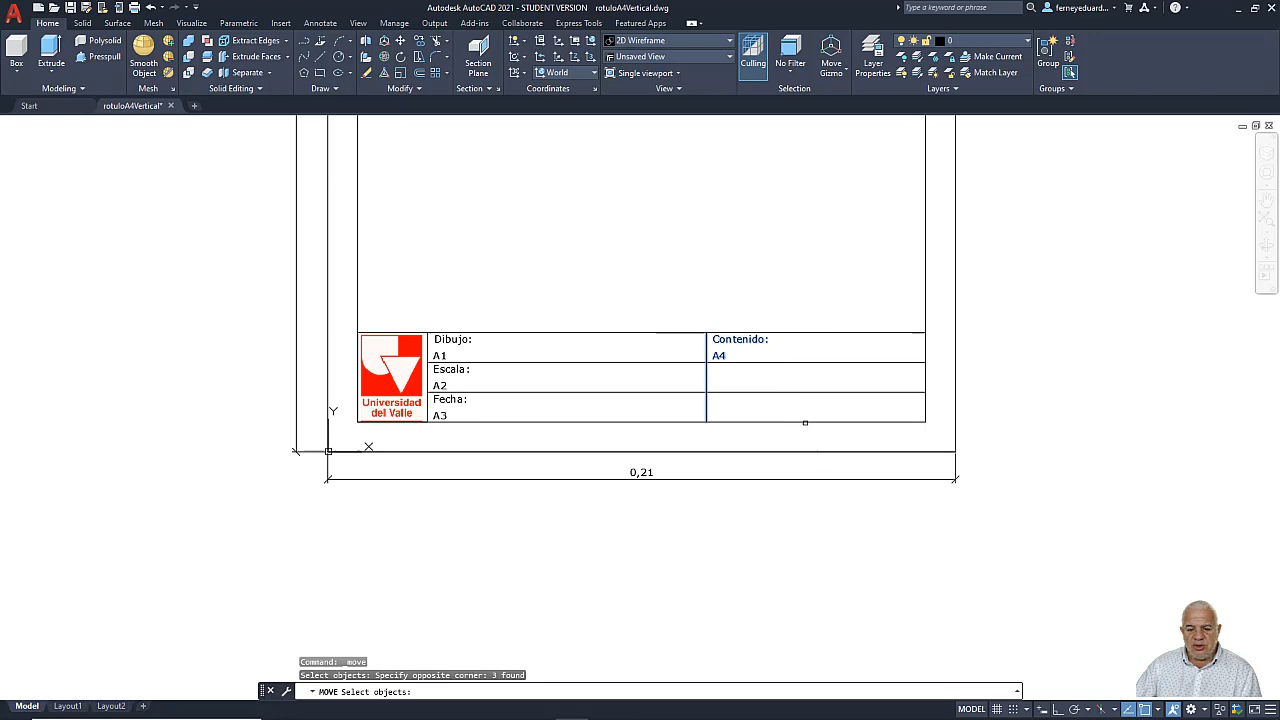 Autodesk AutoCAD 2021 - STUDENT VERSION rotuloA4Vertical.dwg
Type a keyword or phrase
ferneyeduard...
Home Solid Surface Mesh Visualize Parametric Insert Annotate View Manage Output Add-ins Collaborate Express Tools Featured Apps
Box
Extrude
Polysolid
Presspull
Smooth
Object
Extract Edges
Extrude Faces
Separate
Section
Plane
World
2D Wireframe
Unsaved View
Single viewport
Culling
No Filter
Move
Gizmo
Layer
Properties
0
Make Current
Match Layer
Group
Modeling Mesh Solid Editing Draw Modify Section Coordinates View Selection Layers Groups
Start rotuloA4Vertical*
Dibujo:
A1
Escala:
A2
Fecha:
A3
Contenido:
A4
Universidad
del Valle
Y
X
0,21
Command: _move
Select objects: Specify opposite corner: 3 found
MOVE Select objects:
Model Layout1 Layout2
MODEL